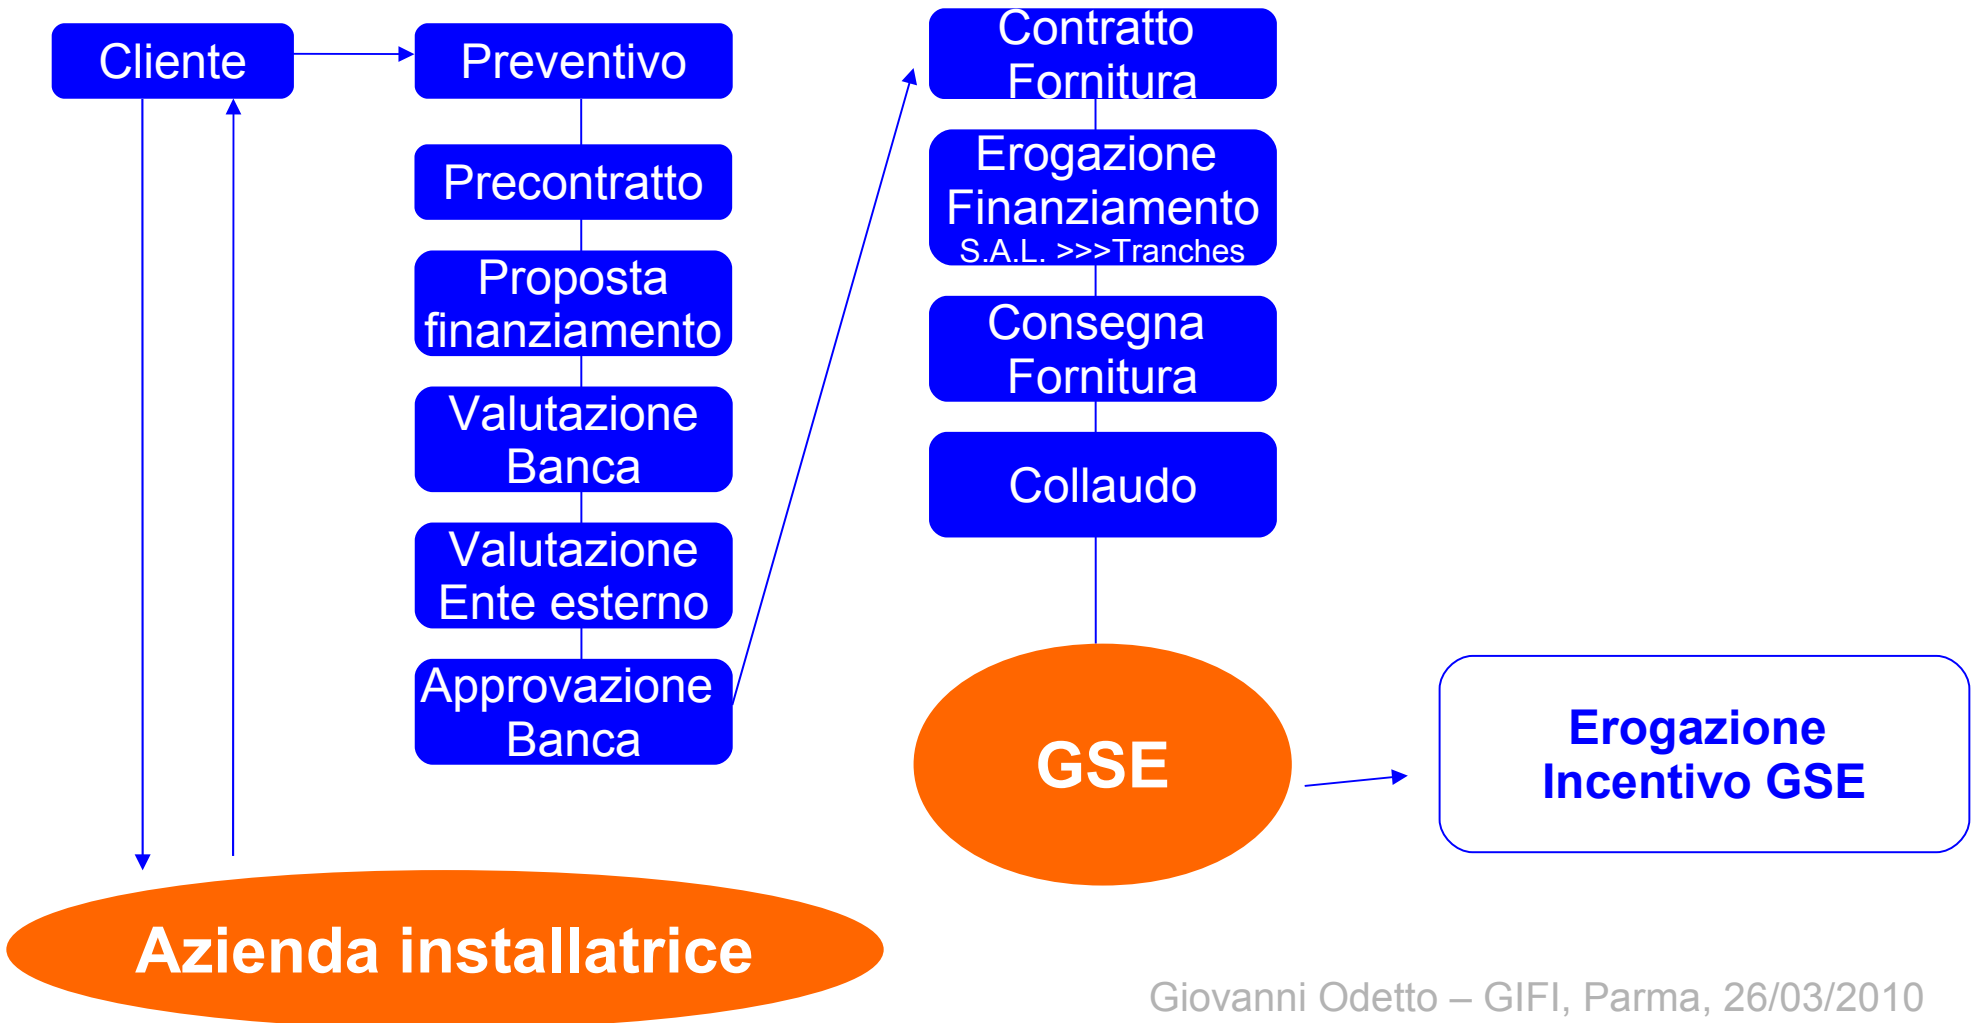 Cliente
Preventivo
Precontratto
Proposta
finanziamento
Valutazione
Banca
Valutazione
Ente esterno
Approvazione
Banca
Contratto
Fornitura
Erogazione
Finanziamento
S.A.L. >>>Tranches
Consegna
Fornitura
Collaudo
GSE
Erogazione
Incentivo GSE
Azienda installatrice
Giovanni Odetto – GIFI, Parma, 26/03/2010